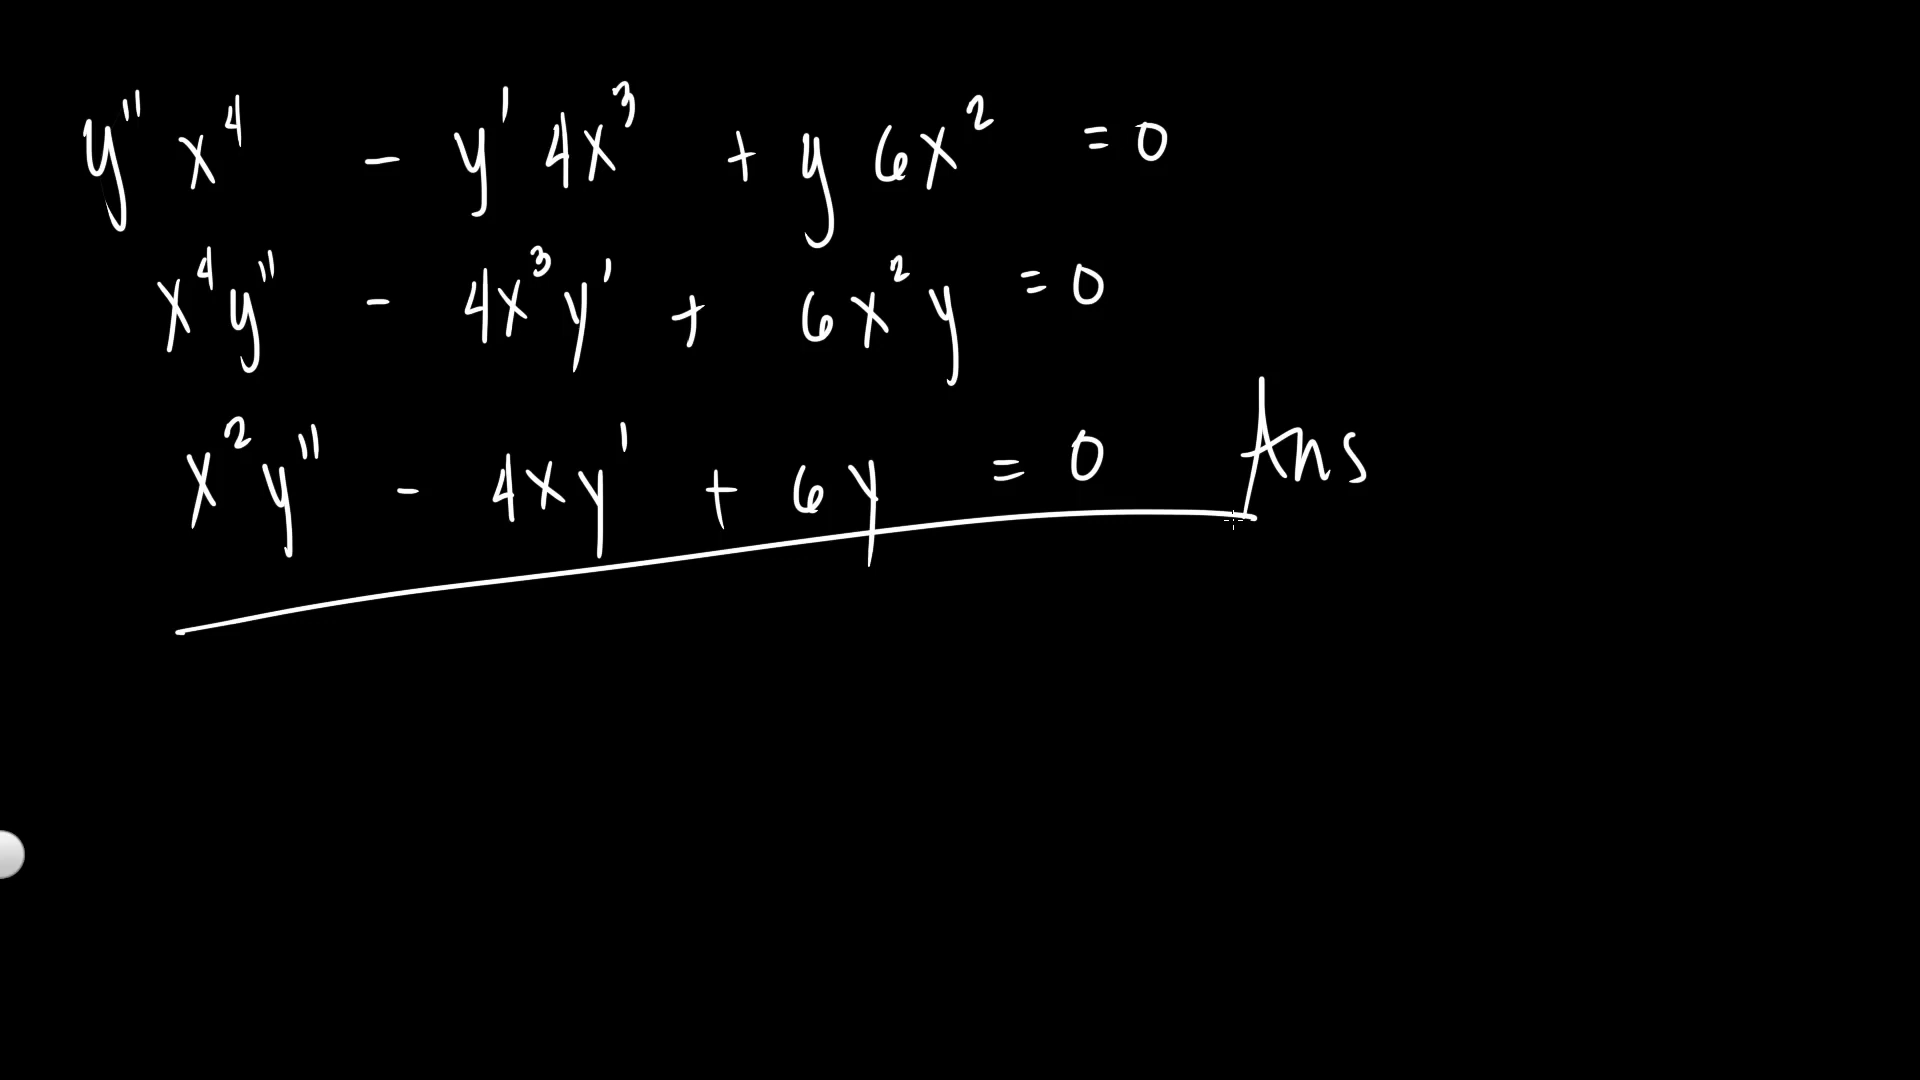 y'' x⁴ - y' 4x³ + y 6x² = 0
x⁴y'' - 4x³y' + 6x²y = 0
x²y'' - 4xy' + 6y = 0 Ans